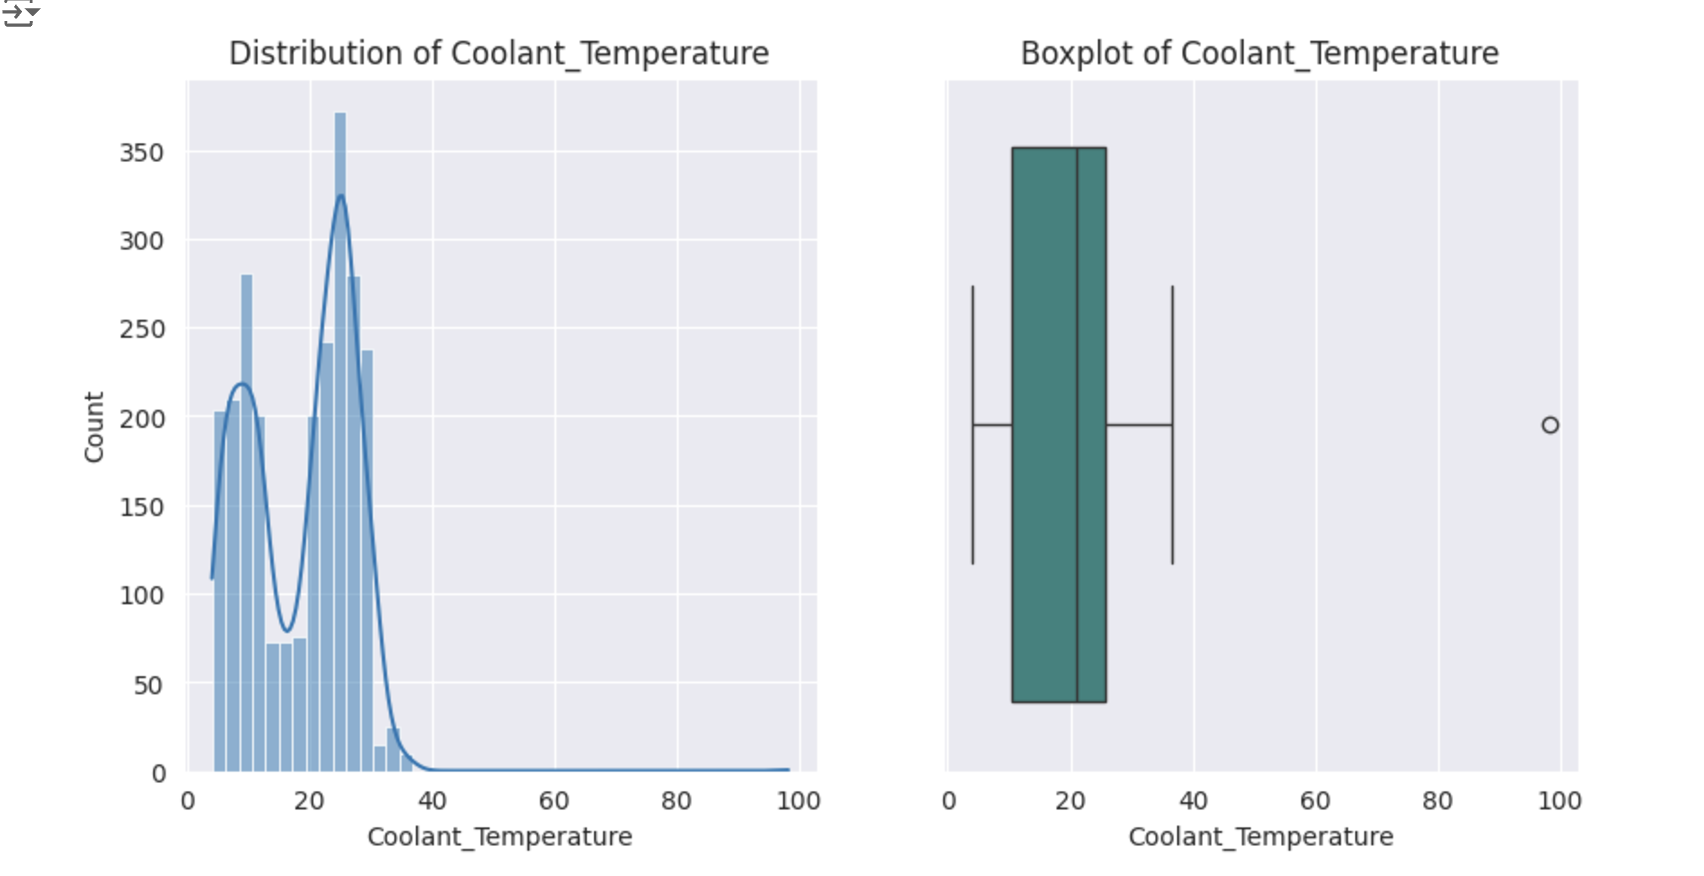 Distribution of Coolant_Temperature
350
300
250
200
150
100
50
0
Count
0 20 40 60 80 100
Coolant_Temperature
Boxplot of Coolant_Temperature
0 20 40 60 80 100
Coolant_Temperature